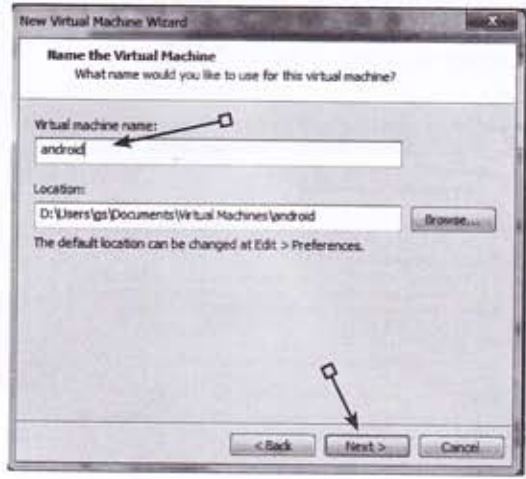 New Virtual Machine Wizard
Name the Virtual Machine
What name would you like to use for this virtual machine?
Virtual machine name:
android
Location:
D:\Users\gs\Documents\Virtual Machines\android
Browse...
The default location can be changed at Edit > Preferences.
< Back
Next >
Cancel